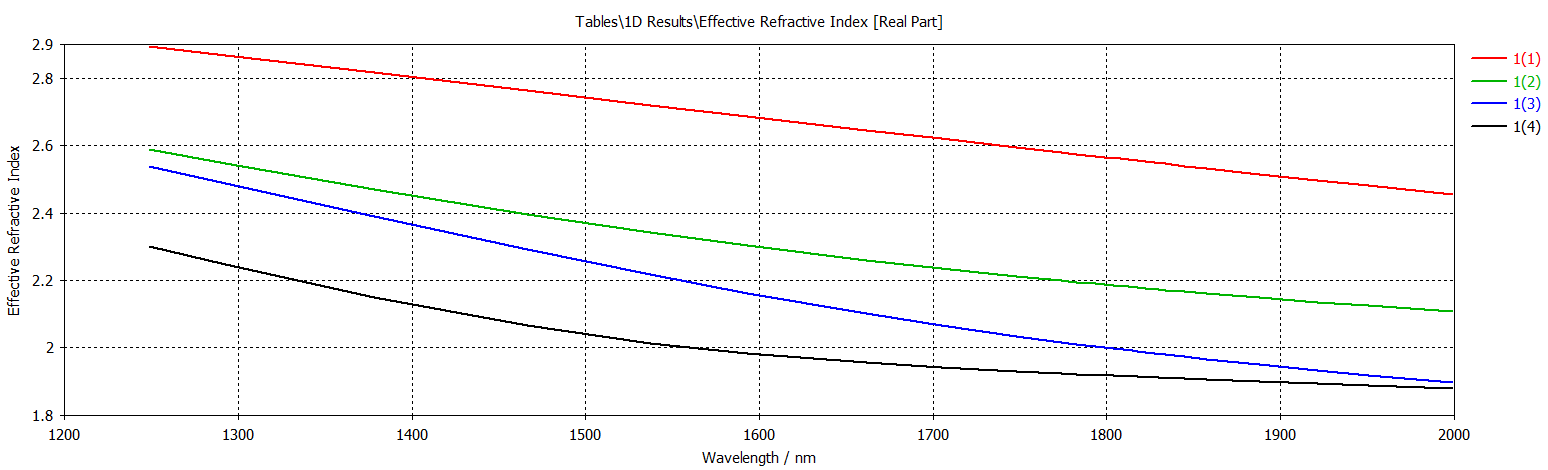 Tables\1D Results\Effective Refractive Index [Real Part]
2.9
2.8
2.6
2.4
2.2
2
1.8
Effective Refractive Index
1200 1300 1400 1500 1600 1700 1800 1900 2000
Wavelength / nm
1(1)
1(2)
1(3)
1(4)